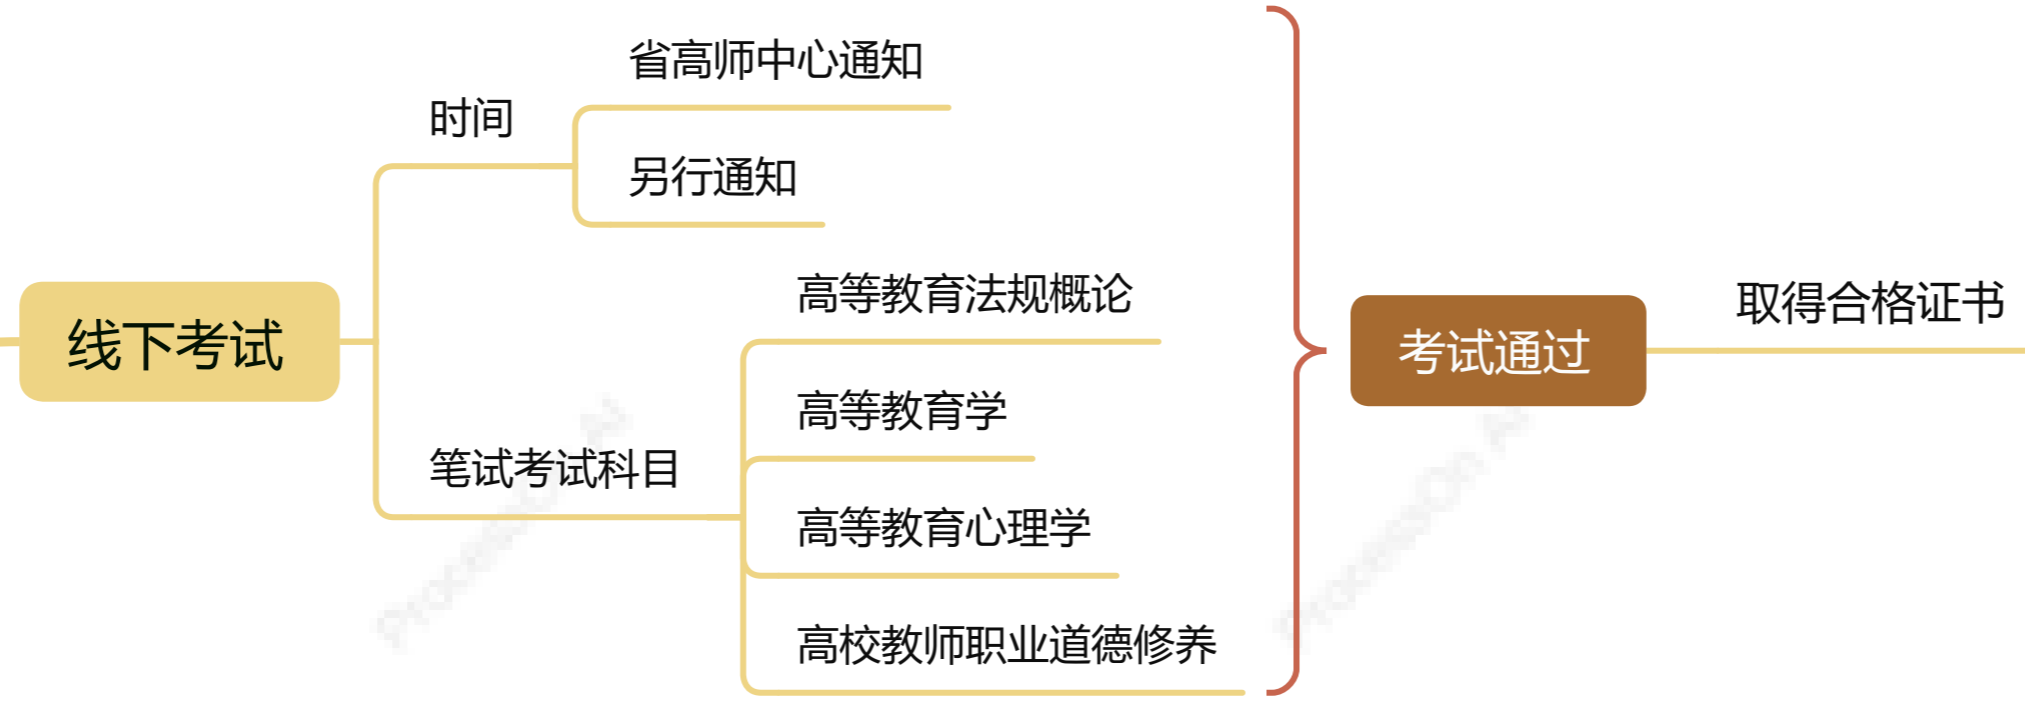 线下考试
时间
省高师中心通知
另行通知
笔试考试科目
高等教育法规概论
高等教育学
高等教育心理学
高校教师职业道德修养
考试通过
取得合格证书